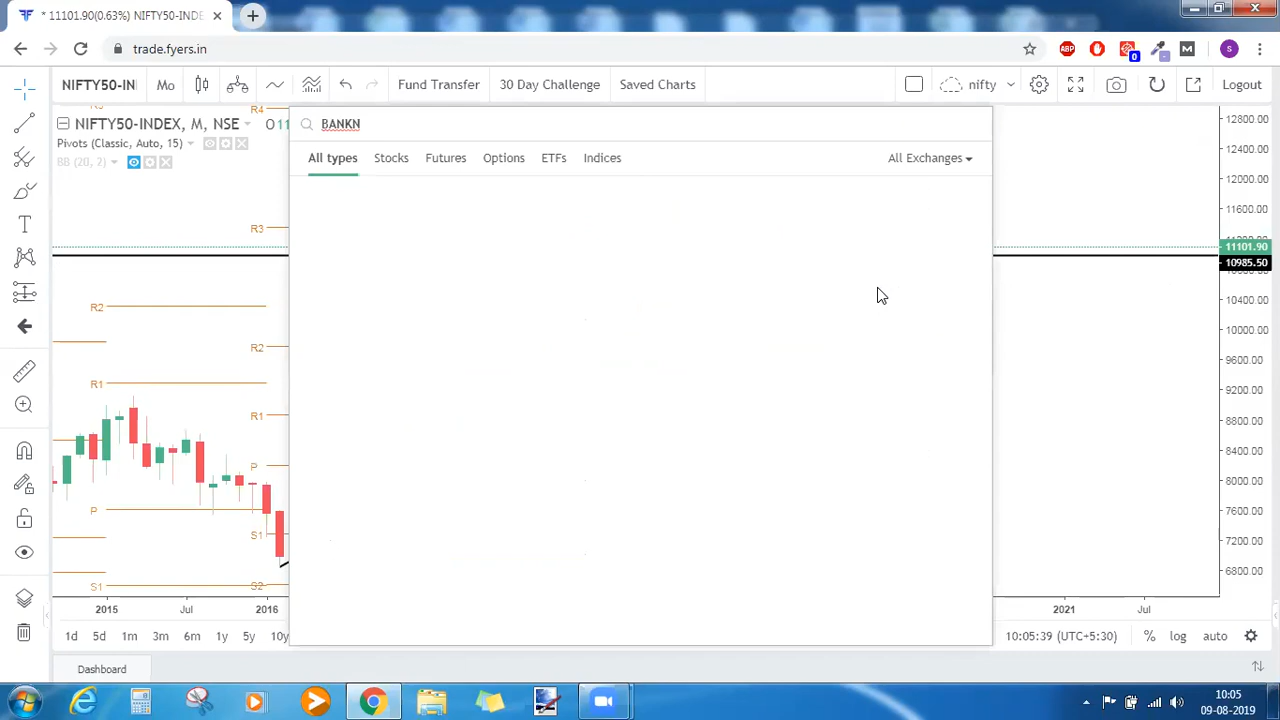 * 11101.90(0.63%) NIFTY50-INDE
trade.fyers.in
ABP
0
M
S
NIFTY50-IN
Mo
Fund Transfer
30 Day Challenge
Saved Charts
nifty
Logout
NIFTY50-INDEX, M, NSE
O11
Pivots (Classic, Auto, 15)
BB (20, 2)
BANKN
All types
Stocks
Futures
Options
ETFs
Indices
All Exchanges
R4
R3
R2
R2
R1
R1
P
P
S1
S1
S2
12800.00
12400.00
12000.00
11600.00
11101.90
10985.50
10400.00
10000.00
9600.00
9200.00
8800.00
8400.00
8000.00
7600.00
7200.00
6800.00
2015
Jul
2016
2021
Jul
1d
5d
1m
3m
6m
1y
5y
10y
10:05:39 (UTC+5:30)
%
log
auto
Dashboard
10:05
09-08-2019